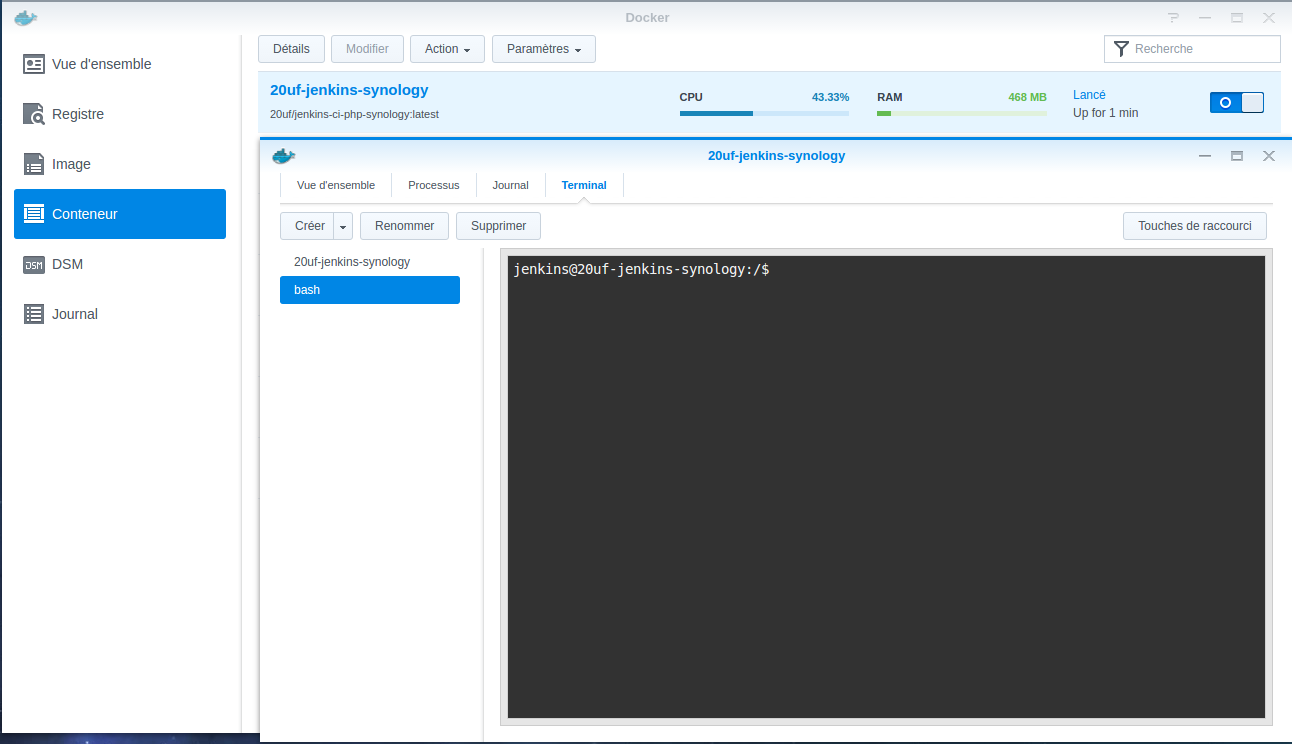 Docker
Vue d'ensemble
Registre
Image
Conteneur
DSM
DSM
Journal
Détails
Modifier
Action
Paramètres
Recherche
20uf-jenkins-synology
20uf/jenkins-ci-php-synology:latest
CPU 43.33%
RAM 468 MB
Lancé
Up for 1 min
20uf-jenkins-synology
Vue d'ensemble
Processus
Journal
Terminal
Créer
Renommer
Supprimer
Touches de raccourci
20uf-jenkins-synology
bash
jenkins@20uf-jenkins-synology:/$